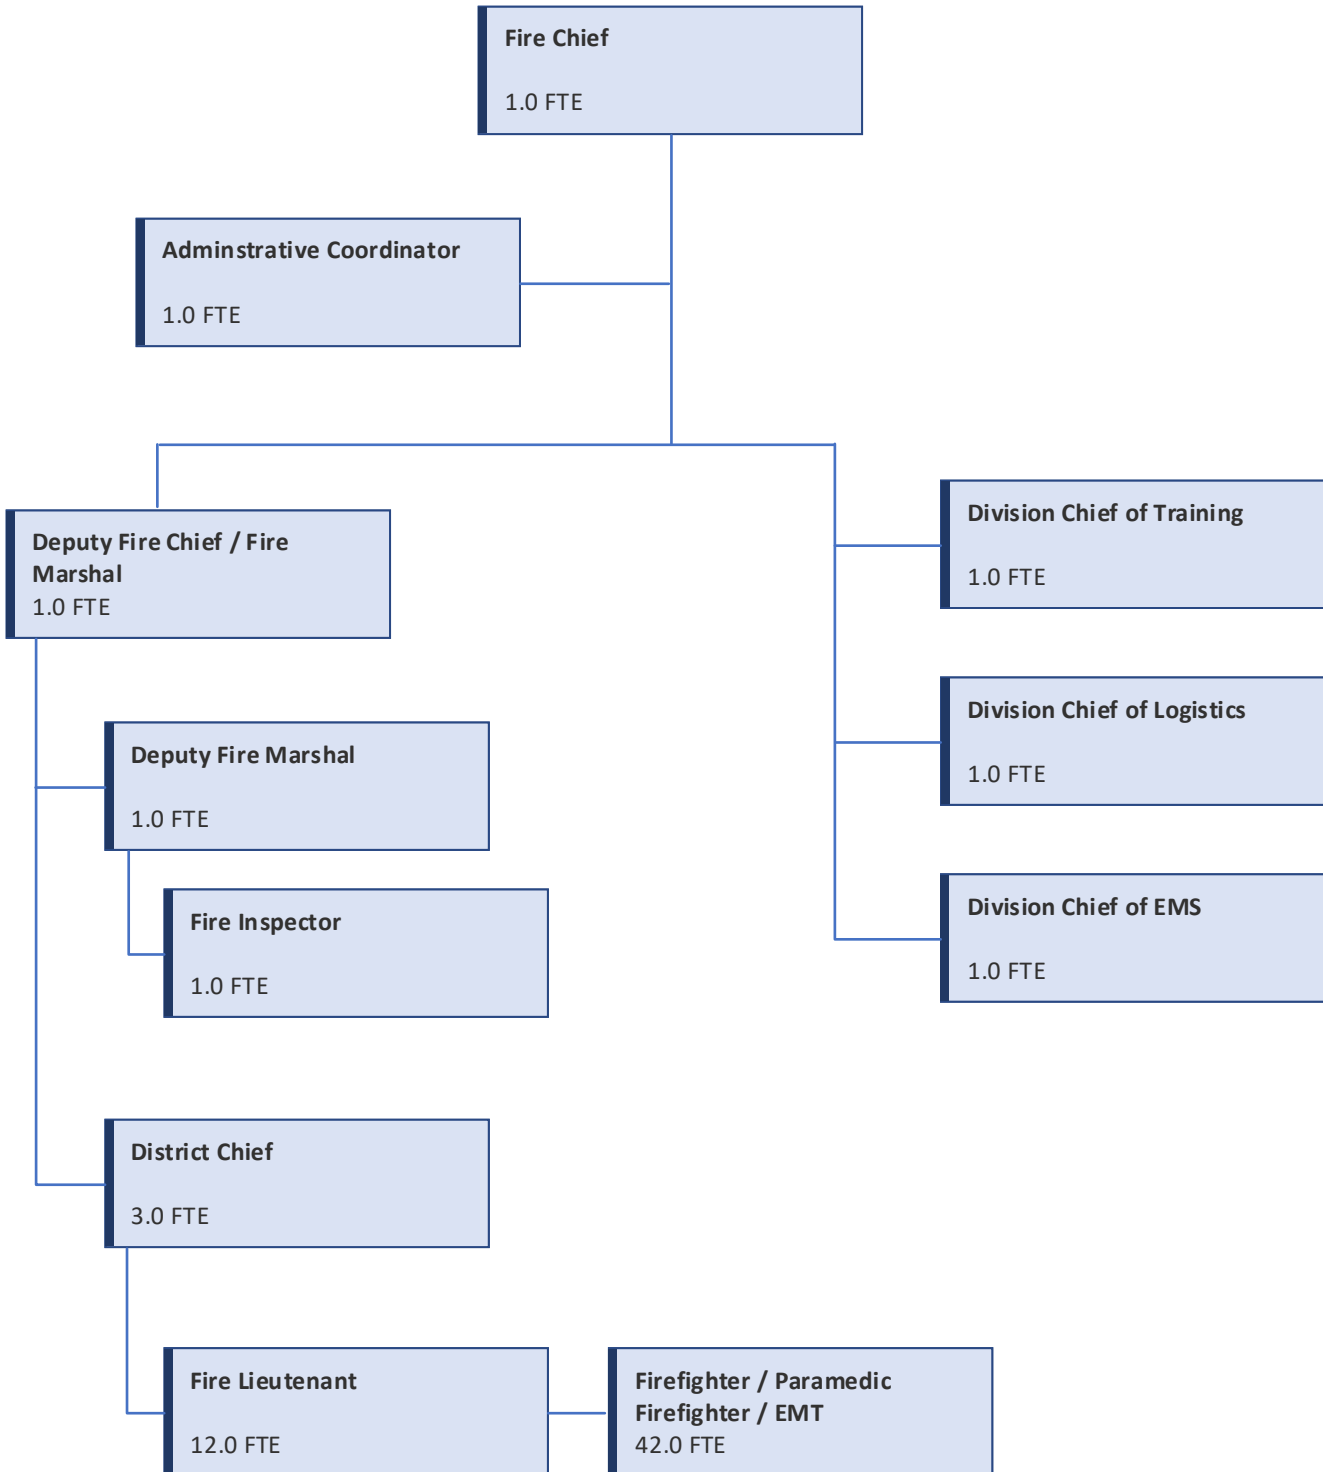 Fire Chief
1.0 FTE
Adminstrative Coordinator
1.0 FTE
Deputy Fire Chief / Fire
Marshal
1.0 FTE
Deputy Fire Marshal
1.0 FTE
Fire Inspector
1.0 FTE
District Chief
3.0 FTE
Fire Lieutenant
12.0 FTE
Firefighter / Paramedic
Firefighter / EMT
42.0 FTE
Division Chief of Training
1.0 FTE
Division Chief of Logistics
1.0 FTE
Division Chief of EMS
1.0 FTE